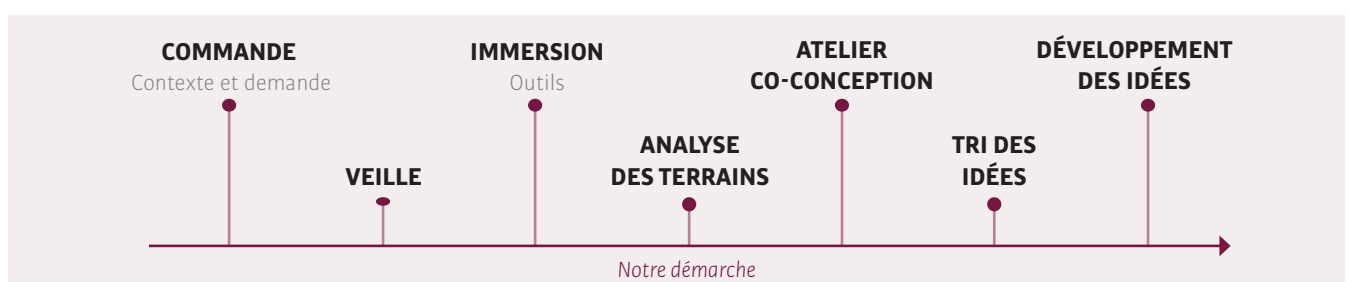 COMMANDE
Contexte et demande
VEILLE
IMMERSION
Outils
ANALYSE
DES TERRAINS
ATELIER
CO-CONCEPTION
TRI DES
IDÉES
DÉVELOPPEMENT
DES IDÉES
Notre démarche